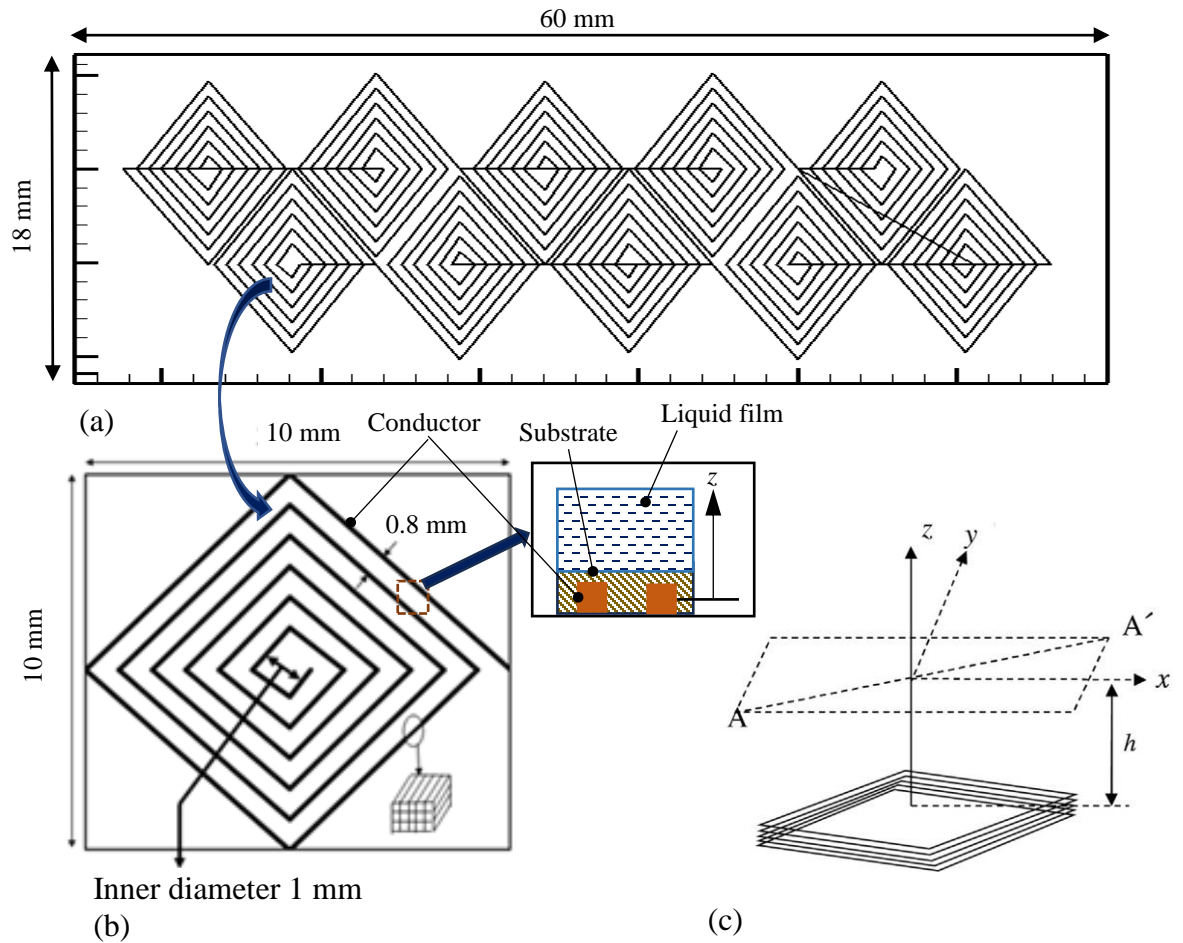 60 mm
18 mm
(a)
10 mm
Conductor
Substrate
Liquid film
z
0.8 mm
10 mm
Inner diameter 1 mm
(b)
z
y
A´
x
A
h
(c)